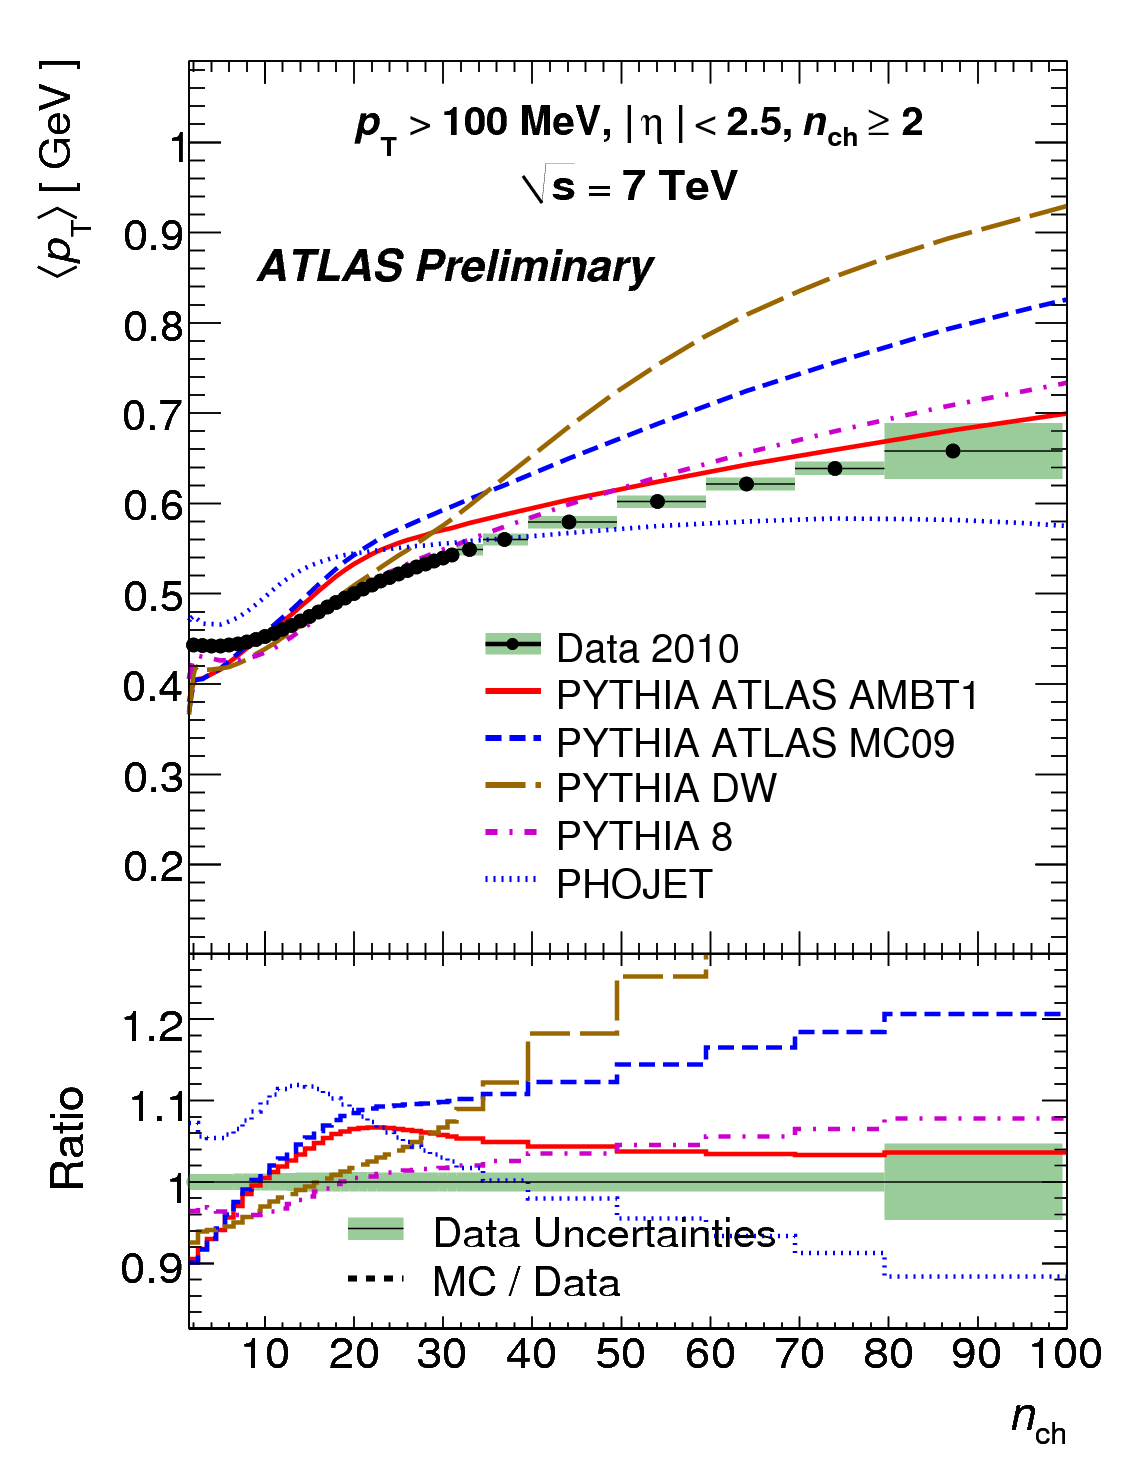 ⟨p_T⟩ [ GeV ]
p_T > 100 MeV, | η | < 2.5, n_ch ≥ 2
√s = 7 TeV
ATLAS Preliminary
1
0.9
0.8
0.7
0.6
0.5
0.4
0.3
0.2
Data 2010
PYTHIA ATLAS AMBT1
PYTHIA ATLAS MC09
PYTHIA DW
PYTHIA 8
PHOJET
Ratio
1.2
1.1
1
0.9
Data Uncertainties
MC / Data
10 20 30 40 50 60 70 80 90 100
n_ch